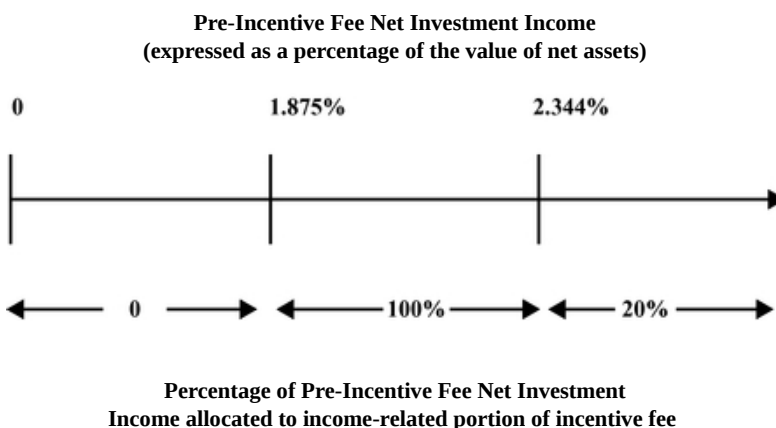 Pre-Incentive Fee Net Investment Income
(expressed as a percentage of the value of net assets)
0 1.875% 2.344%
0 100% 20%
Percentage of Pre-Incentive Fee Net Investment
Income allocated to income-related portion of incentive fee